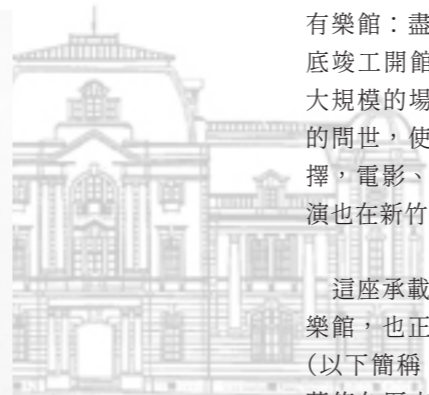 有樂館：盡
底竣工開館
大規模的場
的問世，使
擇，電影、
演也在新竹
這座承載
樂館，也正
(以下簡稱